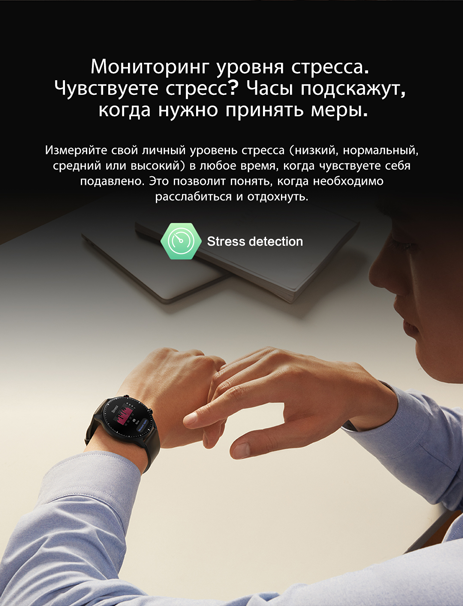 Мониторинг уровня стресса.
Чувствуете стресс? Часы подскажут,
когда нужно принять меры.
Измеряйте свой личный уровень стресса (низкий, нормальный,
средний или высокий) в любое время, когда чувствуете себя
подавлено. Это позволит понять, когда необходимо
расслабиться и отдохнуть.
Stress detection